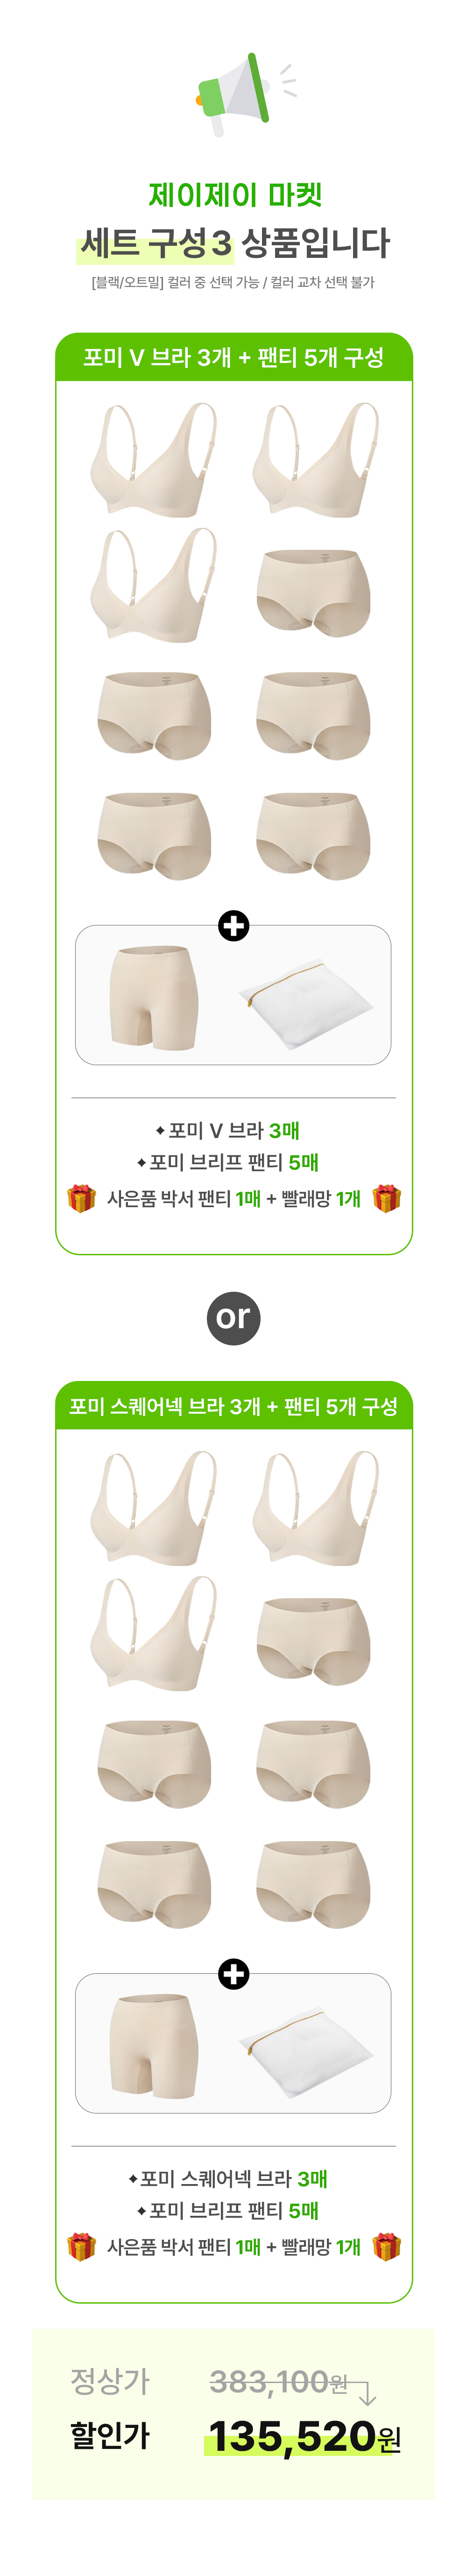 제이제이 마켓
세트 구성3 상품입니다
[블랙/오트밀] 컬러 중 선택 가능 / 컬러 교차 선택 불가
포미 V 브라 3개 + 팬티 5개 구성
포미 V 브라 3매
포미 브리프 팬티 5매
사은품 박서 팬티 1매 + 빨래망 1개
or
포미 스퀘어넥 브라 3개 + 팬티 5개 구성
포미 스퀘어넥 브라 3매
포미 브리프 팬티 5매
사은품 박서 팬티 1매 + 빨래망 1개
정상가 383,100원
할인가 135,520원